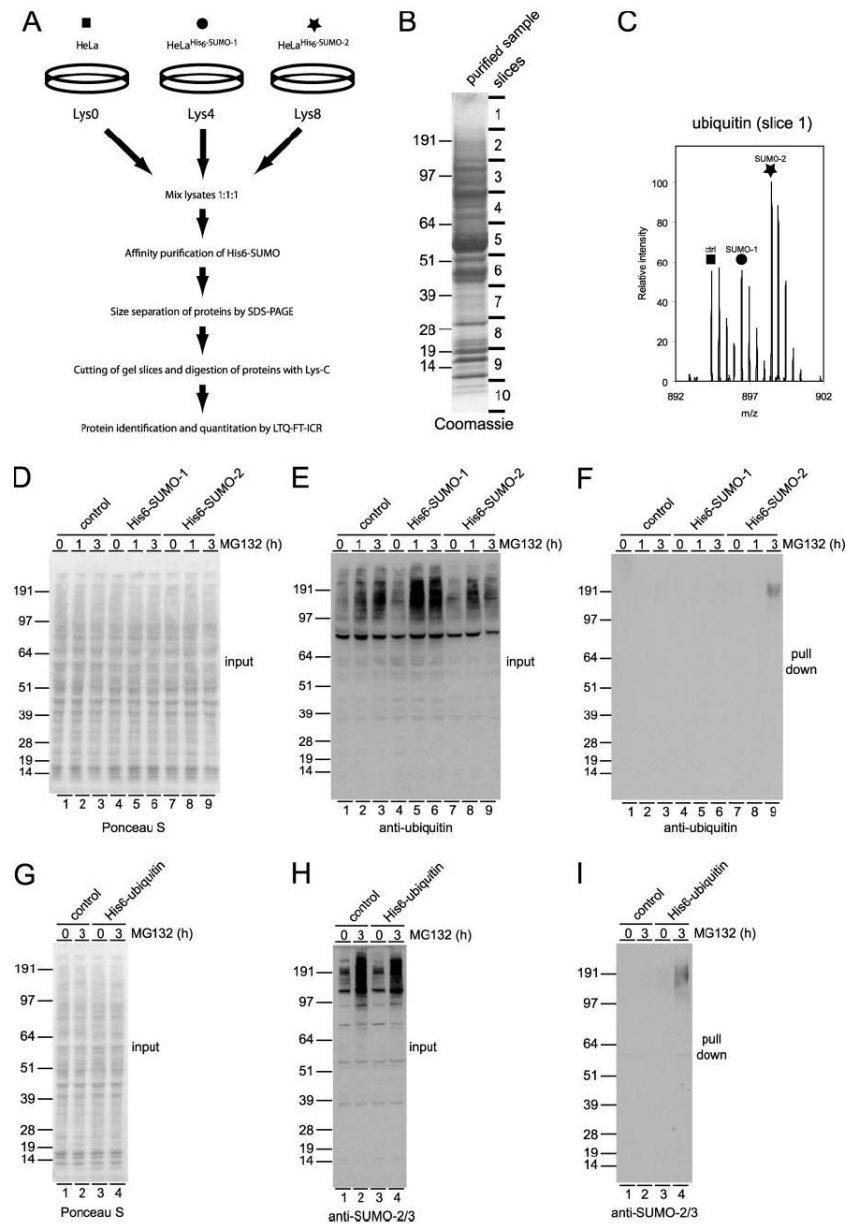 A
HeLa
HeLaHis6-SUMO-1
HeLaHis6-SUMO-2
Lys0
Lys4
Lys8
Mix lysates 1:1:1
Affinity purification of His6-SUMO
Size separation of proteins by SDS-PAGE
Cutting of gel slices and digestion of proteins with Lys-C
Protein identification and quantitation by LTQ-FT-ICR
B
purified sample
slices
191
97
64
51
39
28
19
14
1
2
3
4
5
6
7
8
9
10
Coomassie
C
ubiquitin (slice 1)
SUMO-2
ctrl
SUMO-1
Relative intensity
100
80
60
40
20
0
892
897
902
m/z
D
control
His6-SUMO-1
His6-SUMO-2
0 1 3 0 1 3 0 1 3 MG132 (h)
191
97
64
51
39
28
19
14
input
1 2 3 4 5 6 7 8 9
Ponceau S
E
control
His6-SUMO-1
His6-SUMO-2
0 1 3 0 1 3 0 1 3 MG132 (h)
191
97
64
51
39
28
19
14
input
1 2 3 4 5 6 7 8 9
anti-ubiquitin
F
control
His6-SUMO-1
His6-SUMO-2
0 1 3 0 1 3 0 1 3 MG132 (h)
191
97
64
51
39
28
19
14
pull
down
1 2 3 4 5 6 7 8 9
anti-ubiquitin
G
control
His6-ubiquitin
0 3 0 3 MG132 (h)
191
97
64
51
39
28
19
14
input
1 2 3 4
Ponceau S
H
control
His6-ubiquitin
0 3 0 3 MG132 (h)
191
97
64
51
39
28
19
14
input
1 2 3 4
anti-SUMO-2/3
I
control
His6-ubiquitin
0 3 0 3 MG132 (h)
191
97
64
51
39
28
19
14
pull
down
1 2 3 4
anti-SUMO-2/3